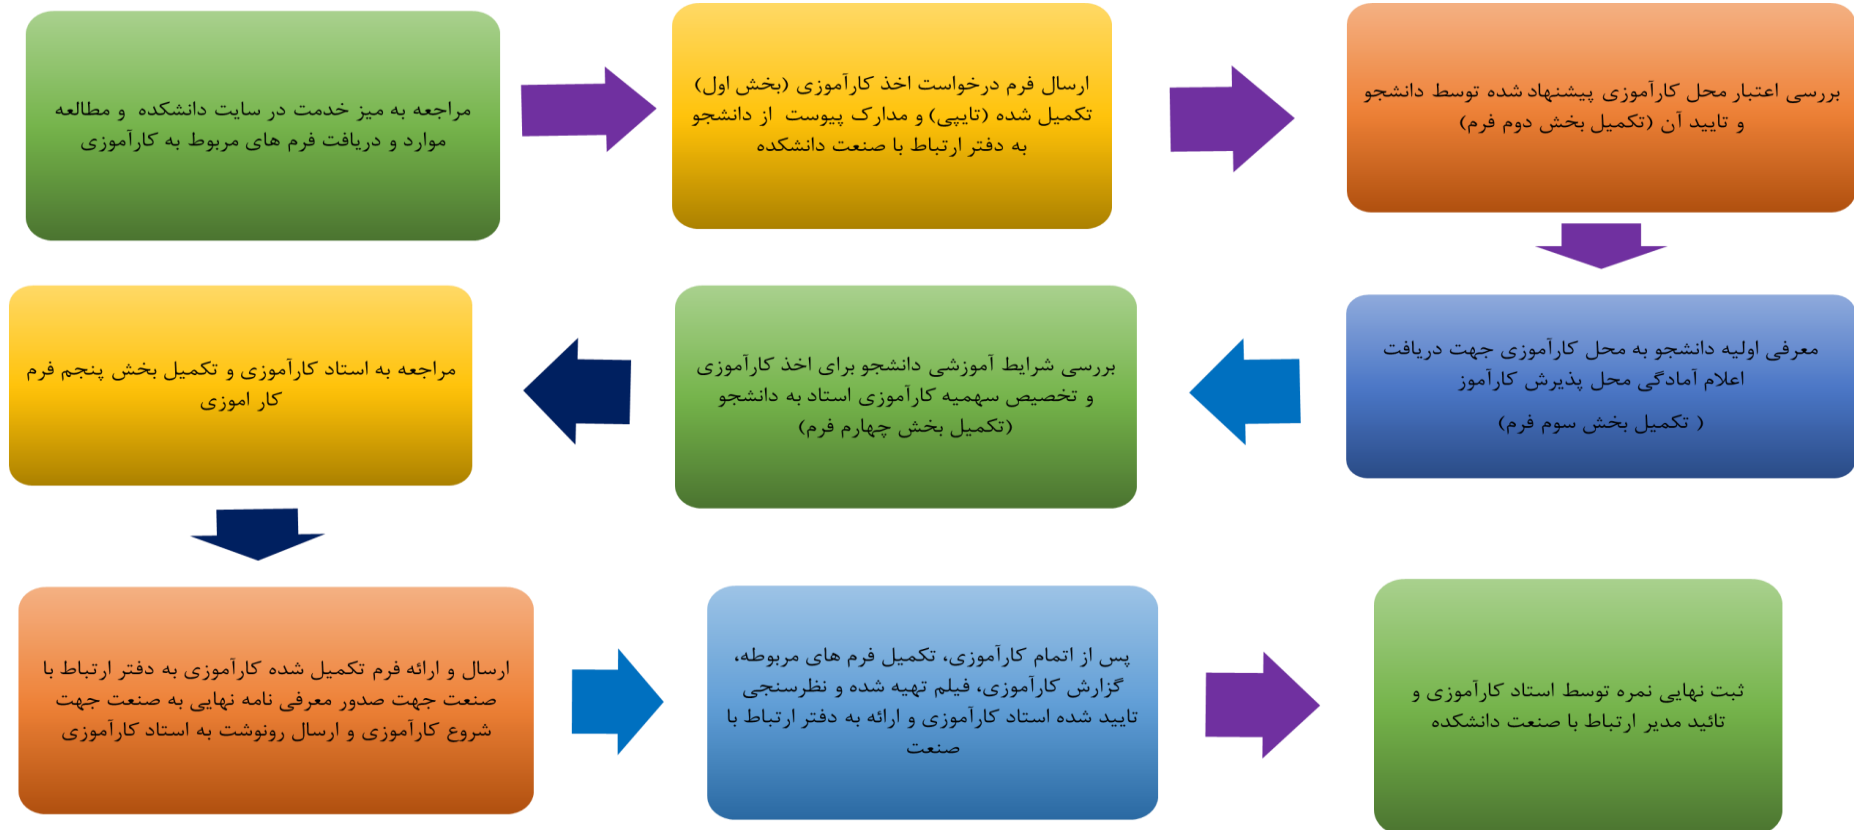 مراجعه به میز خدمت در سایت دانشکده و مطالعه
موارد و دریافت فرم های مربوط به کارآموزی
ارسال فرم درخواست اخذ کارآموزی (بخش اول)
تکمیل شده (تایپی) و مدارک پیوست از دانشجو
به دفتر ارتباط با صنعت دانشکده
بررسی اعتبار محل کارآموزی پیشنهاد شده توسط دانشجو
و تایید آن (تکمیل بخش دوم فرم)
معرفی اولیه دانشجو به محل کارآموزی جهت دریافت
اعلام آمادگی محل پذیرش کارآموز
( تکمیل بخش سوم فرم)
بررسی شرایط آموزشی دانشجو برای اخذ کارآموزی
و تخصیص سهمیه کارآموزی استاد به دانشجو
(تکمیل بخش چهارم فرم)
مراجعه به استاد کارآموزی و تکمیل بخش پنجم فرم
کار اموزی
ارسال و ارائه فرم تکمیل شده کارآموزی به دفتر ارتباط با
صنعت جهت صدور معرفی نامه نهایی به صنعت جهت
شروع کارآموزی و ارسال رونوشت به استاد کارآموزی
پس از اتمام کارآموزی، تکمیل فرم های مربوطه،
گزارش کارآموزی، فیلم تهیه شده و نظرسنجی
تایید شده استاد کارآموزی و ارائه به دفتر ارتباط با
صنعت
ثبت نهایی نمره توسط استاد کارآموزی و
تائید مدیر ارتباط با صنعت دانشکده